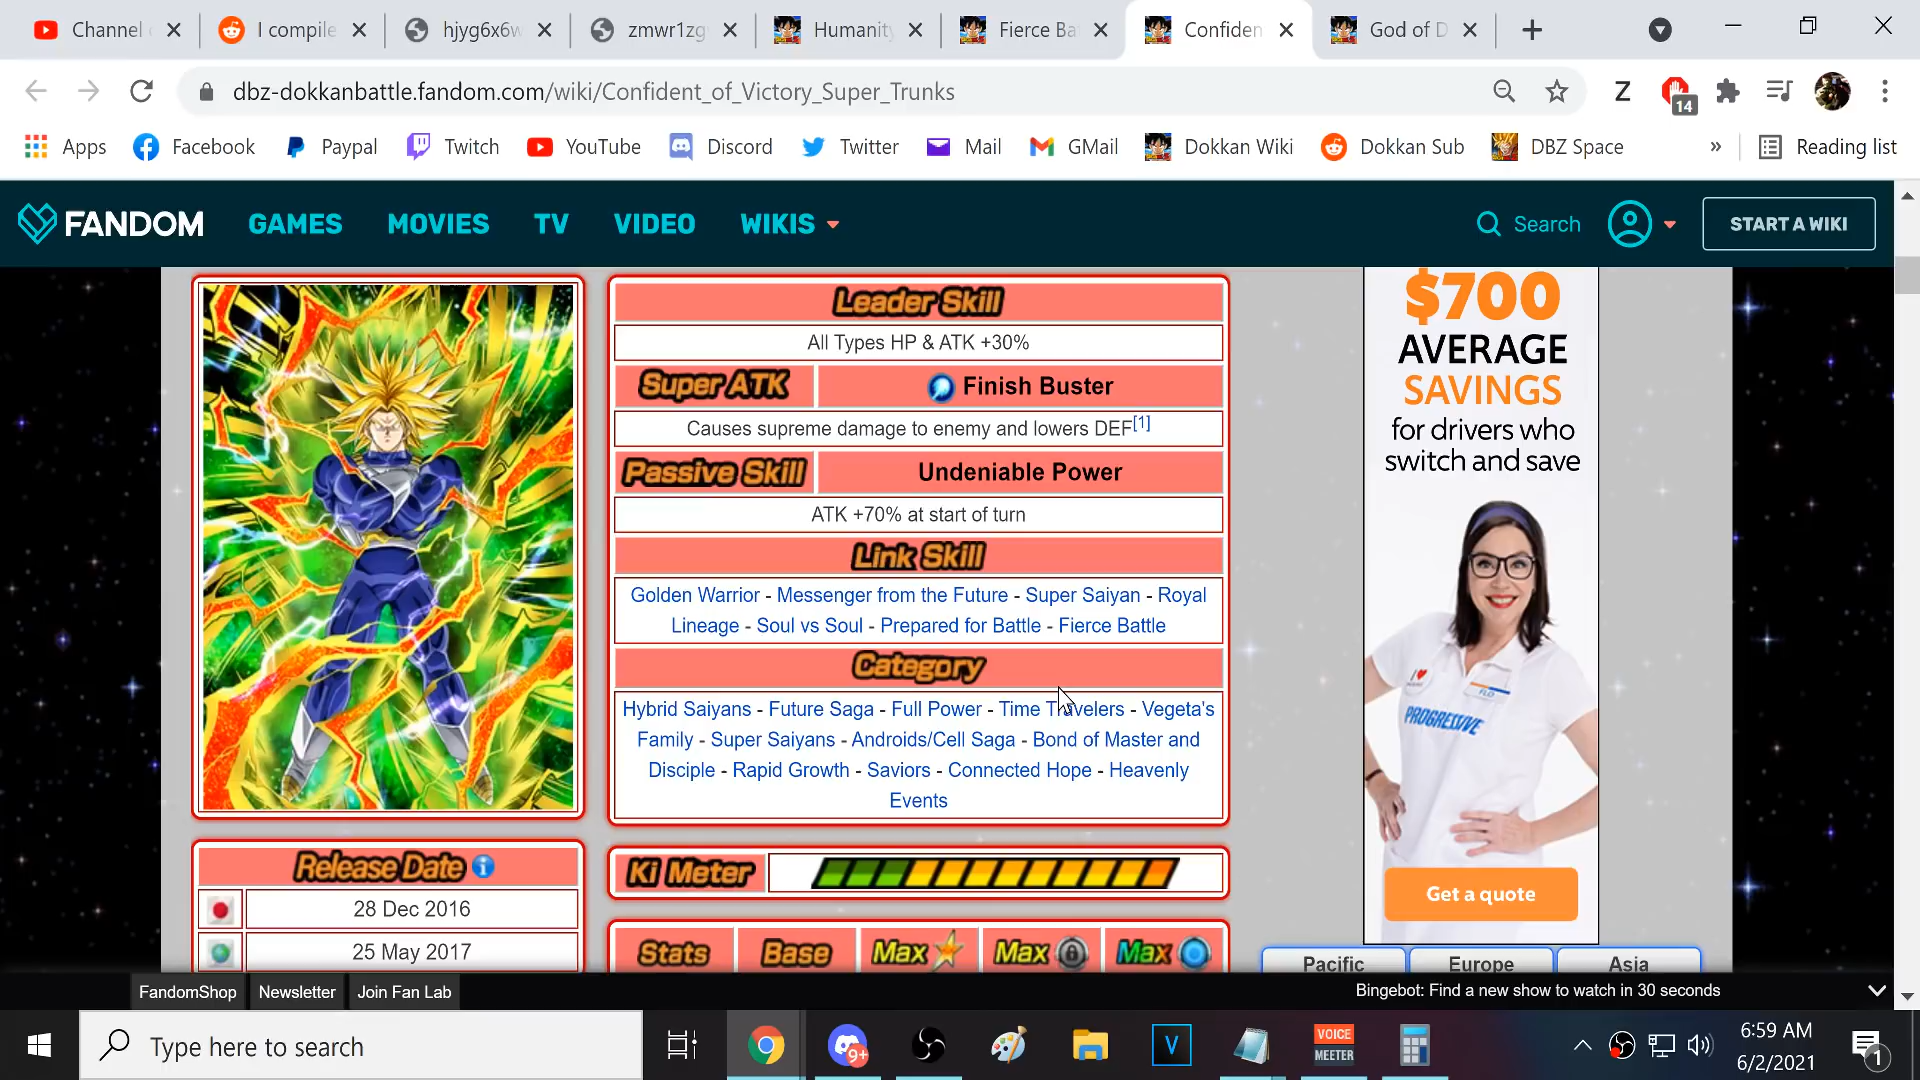 Channel
I compile
hjyg6x6w
zmwr1zg
Humanity
Fierce Ba
Confiden
God of D
dbz-dokkanbattle.fandom.com/wiki/Confident_of_Victory_Super_Trunks
Z
14
Apps
Facebook
Paypal
Twitch
YouTube
Discord
Twitter
Mail
GMail
Dokkan Wiki
Dokkan Sub
DBZ Space
»
Reading list
FANDOM
GAMES
MOVIES
TV
VIDEO
WIKIS
Search
START A WIKI
Leader Skill
All Types HP & ATK +30%
Super ATK
Finish Buster
Causes supreme damage to enemy and lowers DEF[1]
Passive Skill
Undeniable Power
ATK +70% at start of turn
Link Skill
Golden Warrior - Messenger from the Future - Super Saiyan - Royal
Lineage - Soul vs Soul - Prepared for Battle - Fierce Battle
Category
Hybrid Saiyans - Future Saga - Full Power - Time Travelers - Vegeta's
Family - Super Saiyans - Androids/Cell Saga - Bond of Master and
Disciple - Rapid Growth - Saviors - Connected Hope - Heavenly
Events
Release Date
28 Dec 2016
25 May 2017
Ki Meter
Stats
Base
Max
Max
Max
$700
AVERAGE
SAVINGS
for drivers who
switch and save
I
FLO
PROGRESSIVE
Get a quote
Pacific
Europe
Asia
FandomShop
Newsletter
Join Fan Lab
Bingebot: Find a new show to watch in 30 seconds
Type here to search
9+
V
VOICE
MEETER
6:59 AM
6/2/2021
1